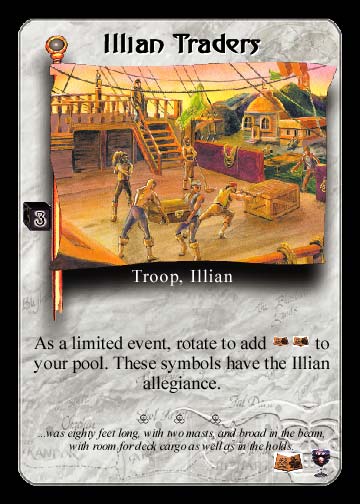 Illian Traders
3
Troop, Illian
As a limited event, rotate to add to
your pool. These symbols have the Illian
allegiance.
...was eighty feet long, with two masts, and broad in the beam,
with room for deck cargo as well as in the holds.